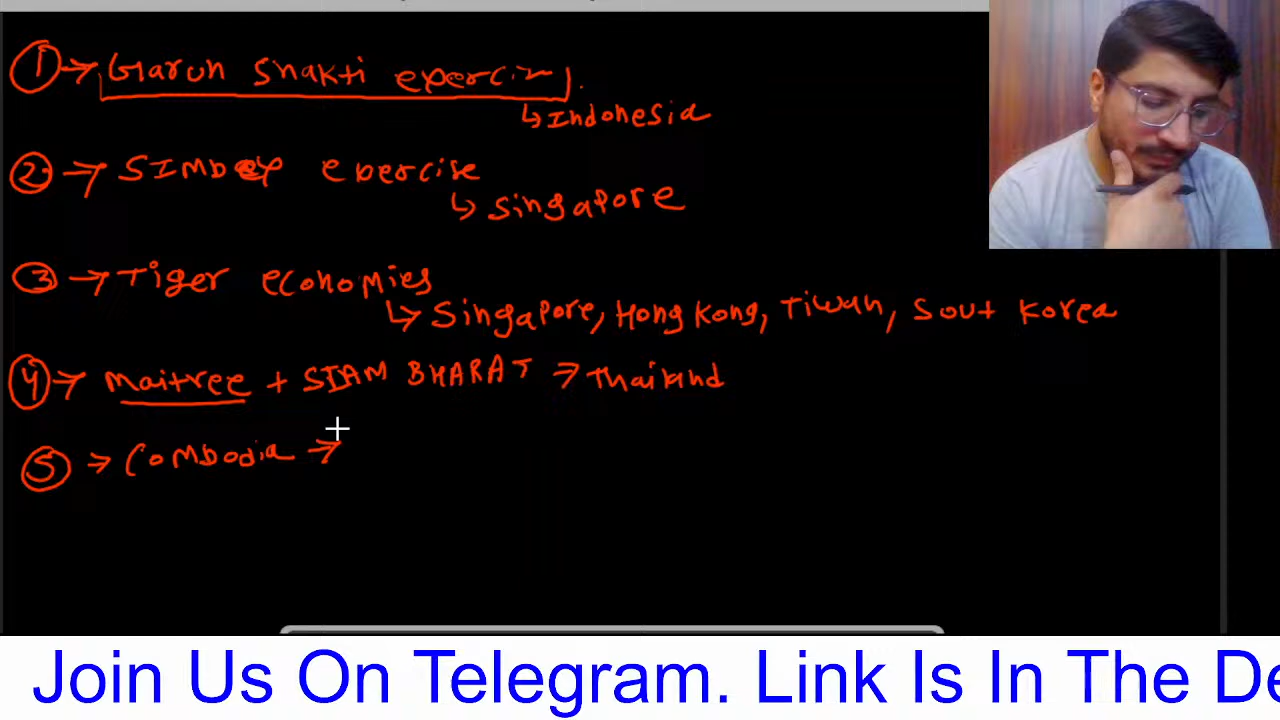 ① → Garun Shakti exercise.
↳ Indonesia
② → SIMBEX exercise
↳ Singapore
③ → Tiger economies
↳ Singapore, Hong Kong, Tiwan, Sout Korea
④ → Maitree + SIAM BHARAT → Thailand
⑤ → Combodia →
Join Us On Telegram. Link Is In The De